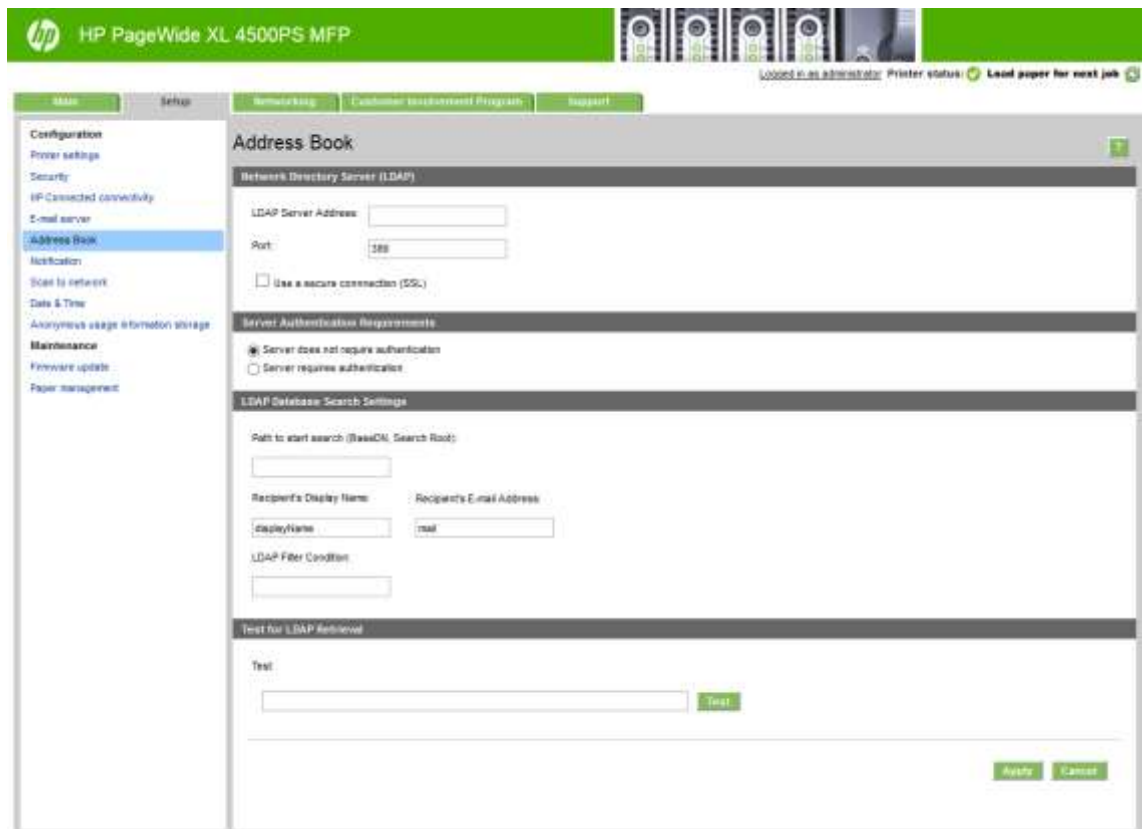 hp HP PageWide XL 4500PS MFP
Logged in as administrator Printer status: Load paper for next job
Main Setup Networking Customer Involvement Program Support
Configuration
Printer settings
Security
HP Connected connectivity
E-mail server
Address Book
Notification
Scan to network
Date & Time
Anonymous usage information storage
Maintenance
Firmware update
Paper management
Address Book
?
Network Directory Server (LDAP)
LDAP Server Address:
Port: 389
Use a secure connnection (SSL)
Server Authentication Requirements
Server does not require authentication
Server requires authentication
LDAP Database Search Settings
Path to start search (BaseDN, Search Root):
Recipient's Display Name: Recipient's E-mail Address:
displayName mail
LDAP Filter Condition:
Test for LDAP Retrieval
Test:
Test
Apply Cancel